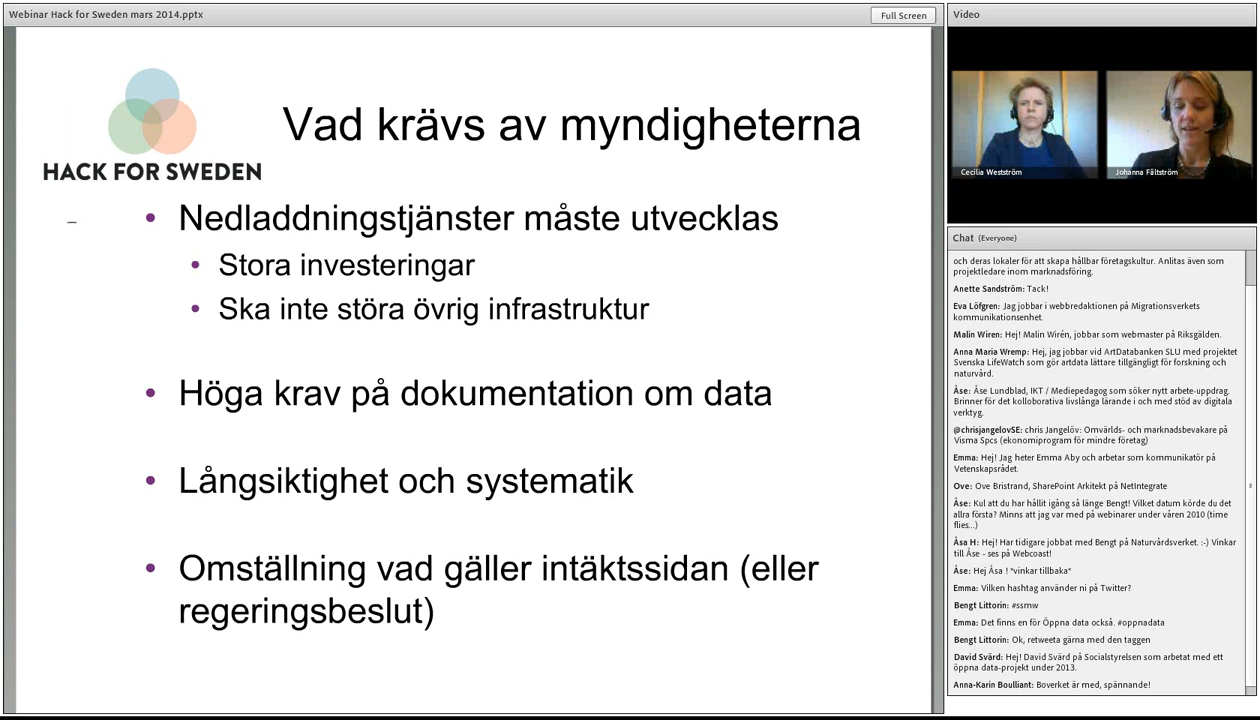 Webinar Hack for Sweden mars 2014.pptx
Full Screen
HACK FOR SWEDEN
Vad krävs av myndigheterna
– 
• Nedladdningstjänster måste utvecklas
• Stora investeringar
• Ska inte störa övrig infrastruktur
• Höga krav på dokumentation om data
• Långsiktighet och systematik
• Omställning vad gäller intäktssidan (eller
regeringsbeslut)
Video
Cecilia Westström
Johanna Fältström
Chat (Everyone)
och deras lokaler för att skapa hållbar företagskultur. Anlitas även som
projektledare inom marknadsföring.
Anette Sandström: Tack!
Eva Löfgren: Jag jobbar i webbredaktionen på Migrationsverkets
kommunikationsenhet.
Malin Wiren: Hej! Malin Wirén, jobbar som webmaster på Riksgälden.
Anna Maria Wremp: Hej, jag jobbar vid ArtDatabanken SLU med projektet
Svenska LifeWatch som gör artdata lättare tillgängligt för forskning och
naturvård.
Åse: Åse Lundblad, IKT / Mediepedagog som söker nytt arbete-uppdrag.
Brinner för det kolloborativa livslånga lärande i och med stöd av digitala
verktyg.
@chrisjangelovSE: chris Jangelöv: Omvärlds- och marknadsbevakare på
Visma Spcs (ekonomiprogram för mindre företag)
Emma: Hej! Jag heter Emma Aby och arbetar som kommunikatör på
Vetenskapsrådet.
Ove: Ove Bristrand, SharePoint Arkitekt på NetIntegrate
Åse: Kul att du har hållit igång så länge Bengt! Vilket datum körde du det
allra första? Minns att jag var med på webinarer under våren 2010 (time
flies...)
Åsa H: Hej! Har tidigare jobbat med Bengt på Naturvårdsverket. :-) Vinkar
till Åse - ses på Webcoast!
Åse: Hej Åsa ! *vinkar tillbaka*
Emma: Vilken hashtag använder ni på Twitter?
Bengt Littorin: #ssmw
Emma: Det finns en för Öppna data också. #oppnadata
Bengt Littorin: Ok, retweeta gärna med den taggen
David Svärd: Hej! David Svärd på Socialstyrelsen som arbetat med ett
öppna data-projekt under 2013.
Anna-Karin Boulliant: Boverket är med, spännande!